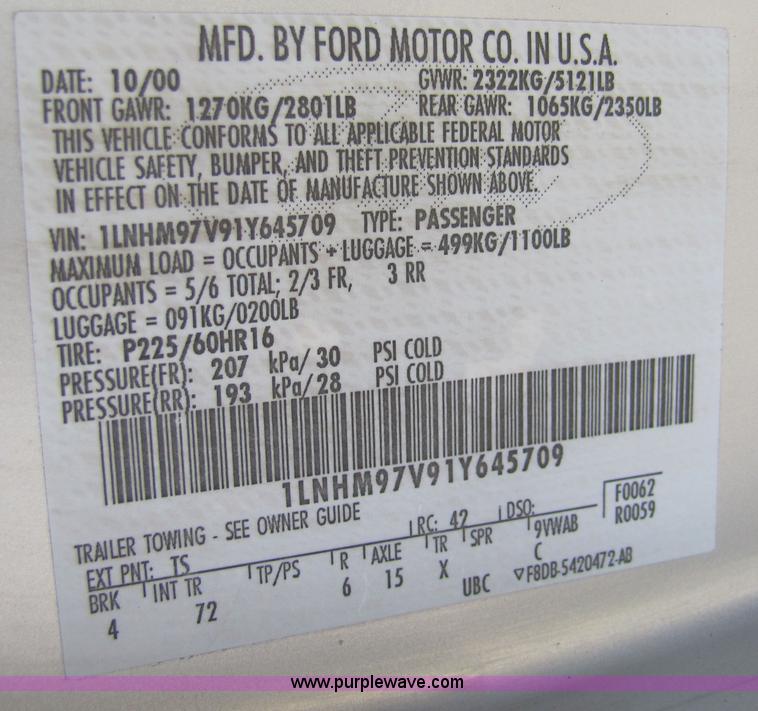 MFD. BY FORD MOTOR CO. IN U.S.A.
DATE: 10/00 GVWR: 2322KG/5121LB
FRONT GAWR: 1270KG/2801LB REAR GAWR: 1065KG/2350LB
THIS VEHICLE CONFORMS TO ALL APPLICABLE FEDERAL MOTOR
VEHICLE SAFETY, BUMPER, AND THEFT PREVENTION STANDARDS
IN EFFECT ON THE DATE OF MANUFACTURE SHOWN ABOVE.
VIN: 1LNHM97V91Y645709 TYPE: PASSENGER
MAXIMUM LOAD = OCCUPANTS + LUGGAGE = 499KG/1100LB
OCCUPANTS = 5/6 TOTAL; 2/3 FR, 3 RR
LUGGAGE = 091KG/0200LB
TIRE: P225/60HR16
PRESSURE(FR): 207 kPa/ 30 PSI COLD
PRESSURE(RR): 193 kPa/ 28 PSI COLD
1LNHM97V91Y645709
TRAILER TOWING - SEE OWNER GUIDE
F0062
EXT PNT: TS RC: 42 DSO: R0059
BRK INT TR TP/PS R AXLE TR SPR 9VWAB
4 72 6 15 X C
UBC ▽F8DB-5420472-AB
www.purplewave.com